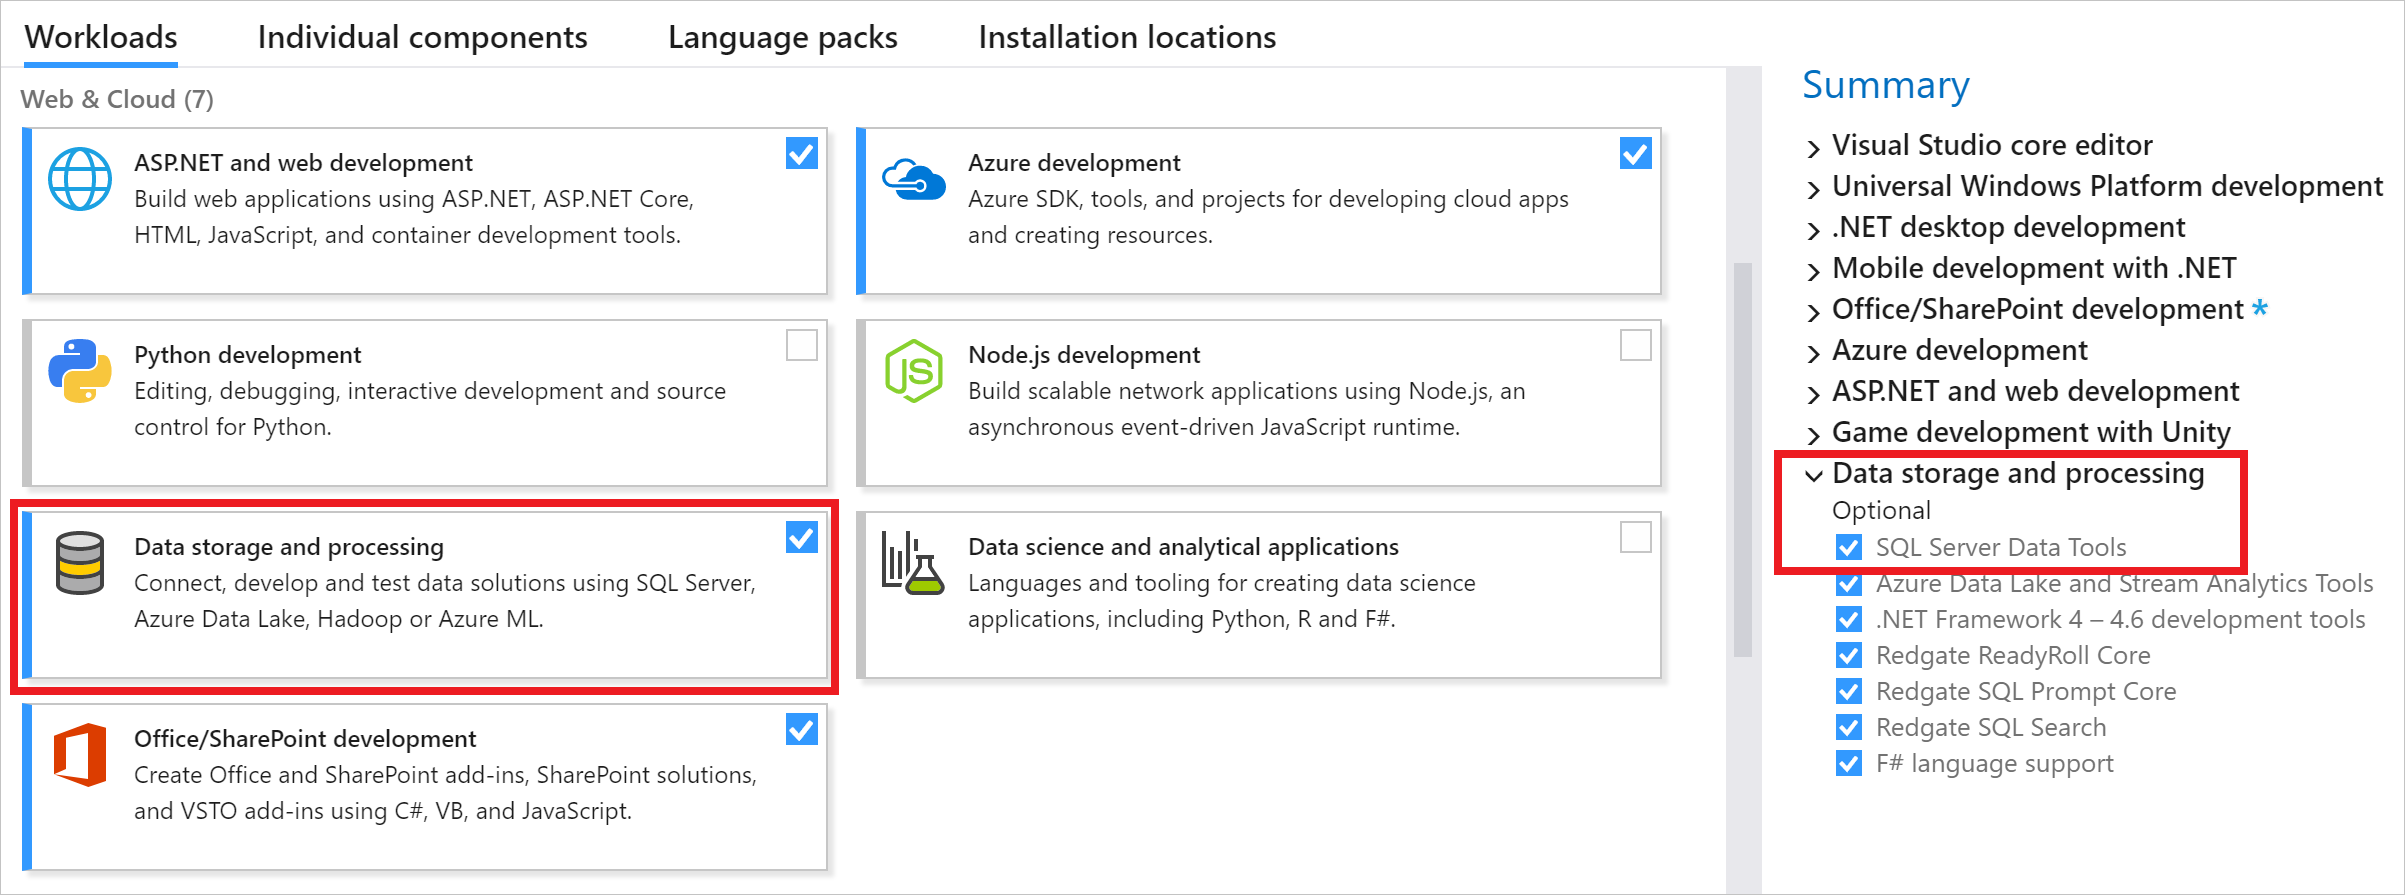 Workloads Individual components Language packs Installation locations
Web & Cloud (7)
ASP.NET and web development
Build web applications using ASP.NET, ASP.NET Core,
HTML, JavaScript, and container development tools.
Azure development
Azure SDK, tools, and projects for developing cloud apps
and creating resources.
Python development
Editing, debugging, interactive development and source
control for Python.
JS
Node.js development
Build scalable network applications using Node.js, an
asynchronous event-driven JavaScript runtime.
Data storage and processing
Connect, develop and test data solutions using SQL Server,
Azure Data Lake, Hadoop or Azure ML.
Data science and analytical applications
Languages and tooling for creating data science
applications, including Python, R and F#.
Office/SharePoint development
Create Office and SharePoint add-ins, SharePoint solutions,
and VSTO add-ins using C#, VB, and JavaScript.
Summary
Visual Studio core editor
Universal Windows Platform development
.NET desktop development
Mobile development with .NET
Office/SharePoint development *
Azure development
ASP.NET and web development
Game development with Unity
Data storage and processing
Optional
SQL Server Data Tools
Azure Data Lake and Stream Analytics Tools
.NET Framework 4 – 4.6 development tools
Redgate ReadyRoll Core
Redgate SQL Prompt Core
Redgate SQL Search
F# language support